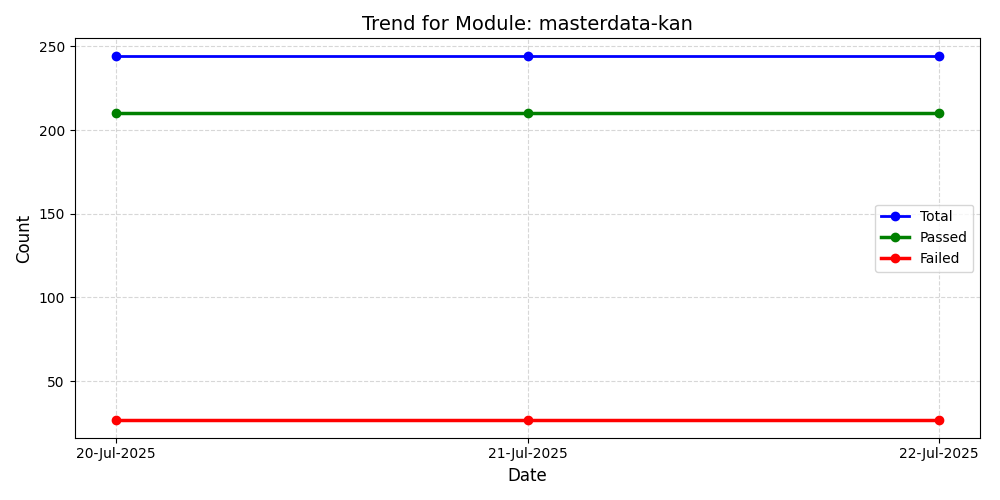 Trend for Module: masterdata-kan
250
200
150
100
50
Count
Total
Passed
Failed
20-Jul-2025
21-Jul-2025
22-Jul-2025
Date